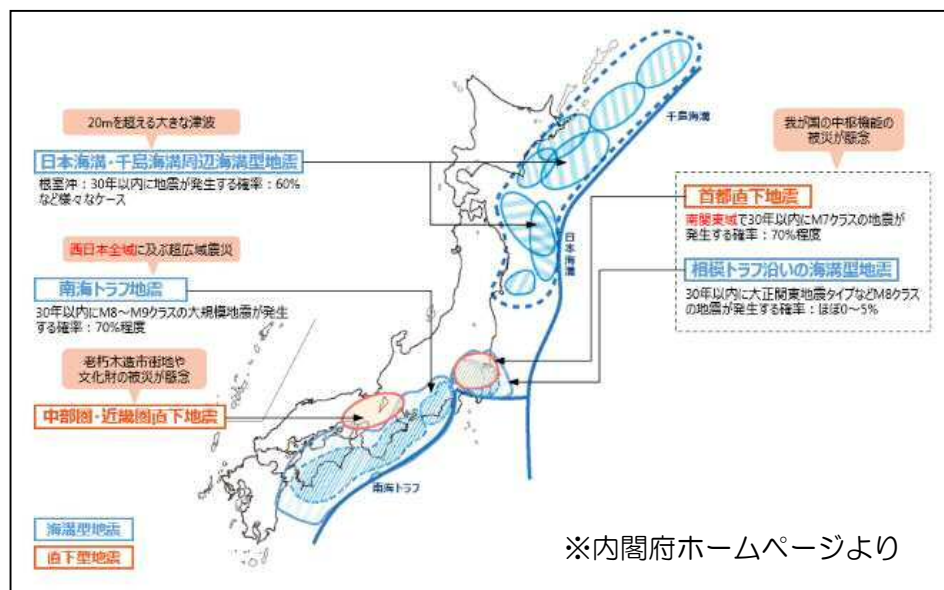 20mを超える大きな津波
日本海溝・千島海溝周辺海溝型地震
根室沖：30年以内に地震が発生する確率：60%
など様々なケース
西日本全域に及ぶ超広域震災
南海トラフ地震
30年以内にM8～M9クラスの大規模地震が発生
する確率：70%程度
老朽木造市街地や
文化財の被災が懸念
中部圏・近畿圏直下地震
海溝型地震
直下型地震
千島海溝
日本海溝
南海トラフ
我が国の中枢機能の
被災が懸念
首都直下地震
南関東域で30年以内にM7クラスの地震が
発生する確率：70%程度
相模トラフ沿いの海溝型地震
30年以内に大正関東地震タイプなどM8クラス
の地震が発生する確率：ほぼ0～5%
※内閣府ホームページより